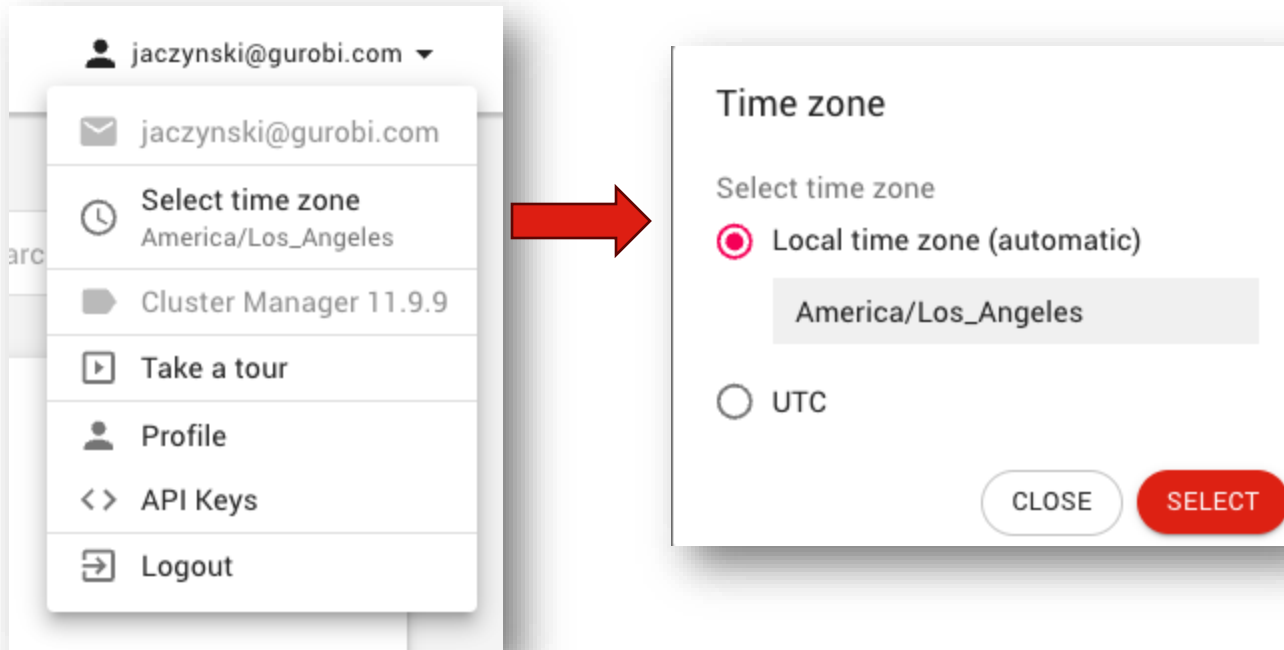 jaczynski@gurobi.com
jaczynski@gurobi.com
Select time zone
America/Los_Angeles
arc
Cluster Manager 11.9.9
Take a tour
Profile
<> API Keys
Logout
Time zone
Select time zone
Local time zone (automatic)
America/Los_Angeles
UTC
CLOSE
SELECT